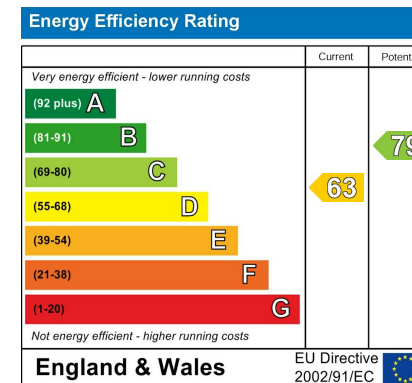 Energy Efficiency Rating
Current Potent
Very energy efficient - lower running costs
(92 plus) A
(81-91) B
79
(69-80) C
63
(55-68) D
(39-54) E
(21-38) F
(1-20) G
Not energy efficient - higher running costs
England & Wales
EU Directive
2002/91/EC